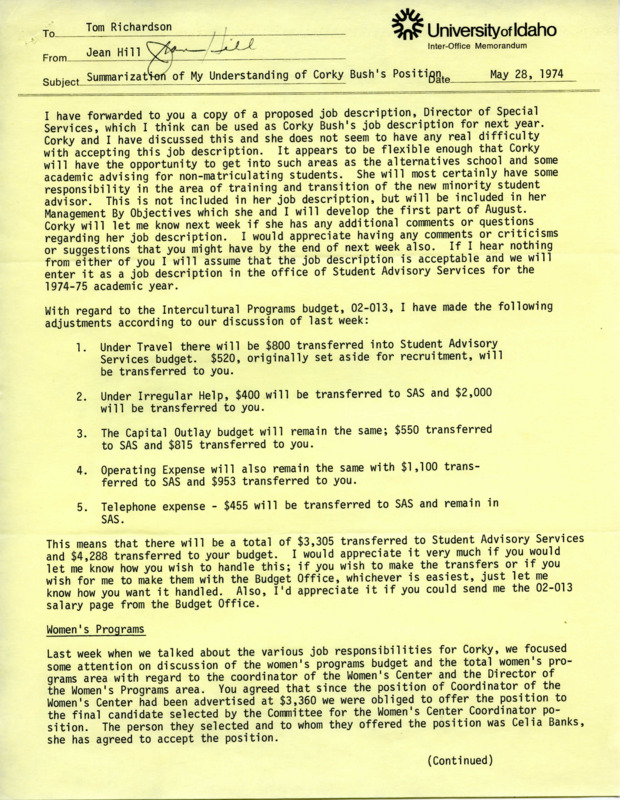 To Tom Richardson
University of Idaho
Inter-Office Memorandum
From Jean Hill Jean Hill
Subject Summarization of My Understanding of Corky Bush's Position Date May 28, 1974
I have forwarded to you a copy of a proposed job description, Director of Special
Services, which I think can be used as Corky Bush's job description for next year.
Corky and I have discussed this and she does not seem to have any real difficulty
with accepting this job description. It appears to be flexible enough that Corky
will have the opportunity to get into such areas as the alternatives school and some
academic advising for non-matriculating students. She will most certainly have some
responsibility in the area of training and transition of the new minority student
advisor. This is not included in her job description, but will be included in her
Management By Objectives which she and I will develop the first part of August.
Corky will let me know next week if she has any additional comments or questions
regarding her job description. I would appreciate having any comments or criticisms
or suggestions that you might have by the end of next week also. If I hear nothing
from either of you I will assume that the job description is acceptable and we will
enter it as a job description in the office of Student Advisory Services for the
1974-75 academic year.
With regard to the Intercultural Programs budget, 02-013, I have made the following
adjustments according to our discussion of last week:
1. Under Travel there will be $800 transferred into Student Advisory
Services budget. $520, originally set aside for recruitment, will
be transferred to you.
2. Under Irregular Help, $400 will be transferred to SAS and $2,000
will be transferred to you.
3. The Capital Outlay budget will remain the same; $550 transferred
to SAS and $815 transferred to you.
4. Operating Expense will also remain the same with $1,100 trans-
ferred to SAS and $953 transferred to you.
5. Telephone expense - $455 will be transferred to SAS and remain in
SAS.
This means that there will be a total of $3,305 transferred to Student Advisory Services
and $4,288 transferred to your budget. I would appreciate it very much if you would
let me know how you wish to handle this; if you wish to make the transfers or if you
wish for me to make them with the Budget Office, whichever is easiest, just let me
know how you want it handled. Also, I'd appreciate it if you could send me the 02-013
salary page from the Budget Office.
Women's Programs
Last week when we talked about the various job responsibilities for Corky, we focused
some attention on discussion of the women's programs budget and the total women's pro-
grams area with regard to the coordinator of the Women's Center and the Director of
the Women's Programs area. You agreed that since the position of Coordinator of the
Women's Center had been advertised at $3,360 we were obliged to offer the position to
the final candidate selected by the Committee for the Women's Center Coordinator po-
sition. The person they selected and to whom they offered the position was Celia Banks,
she has agreed to accept the position.
(Continued)